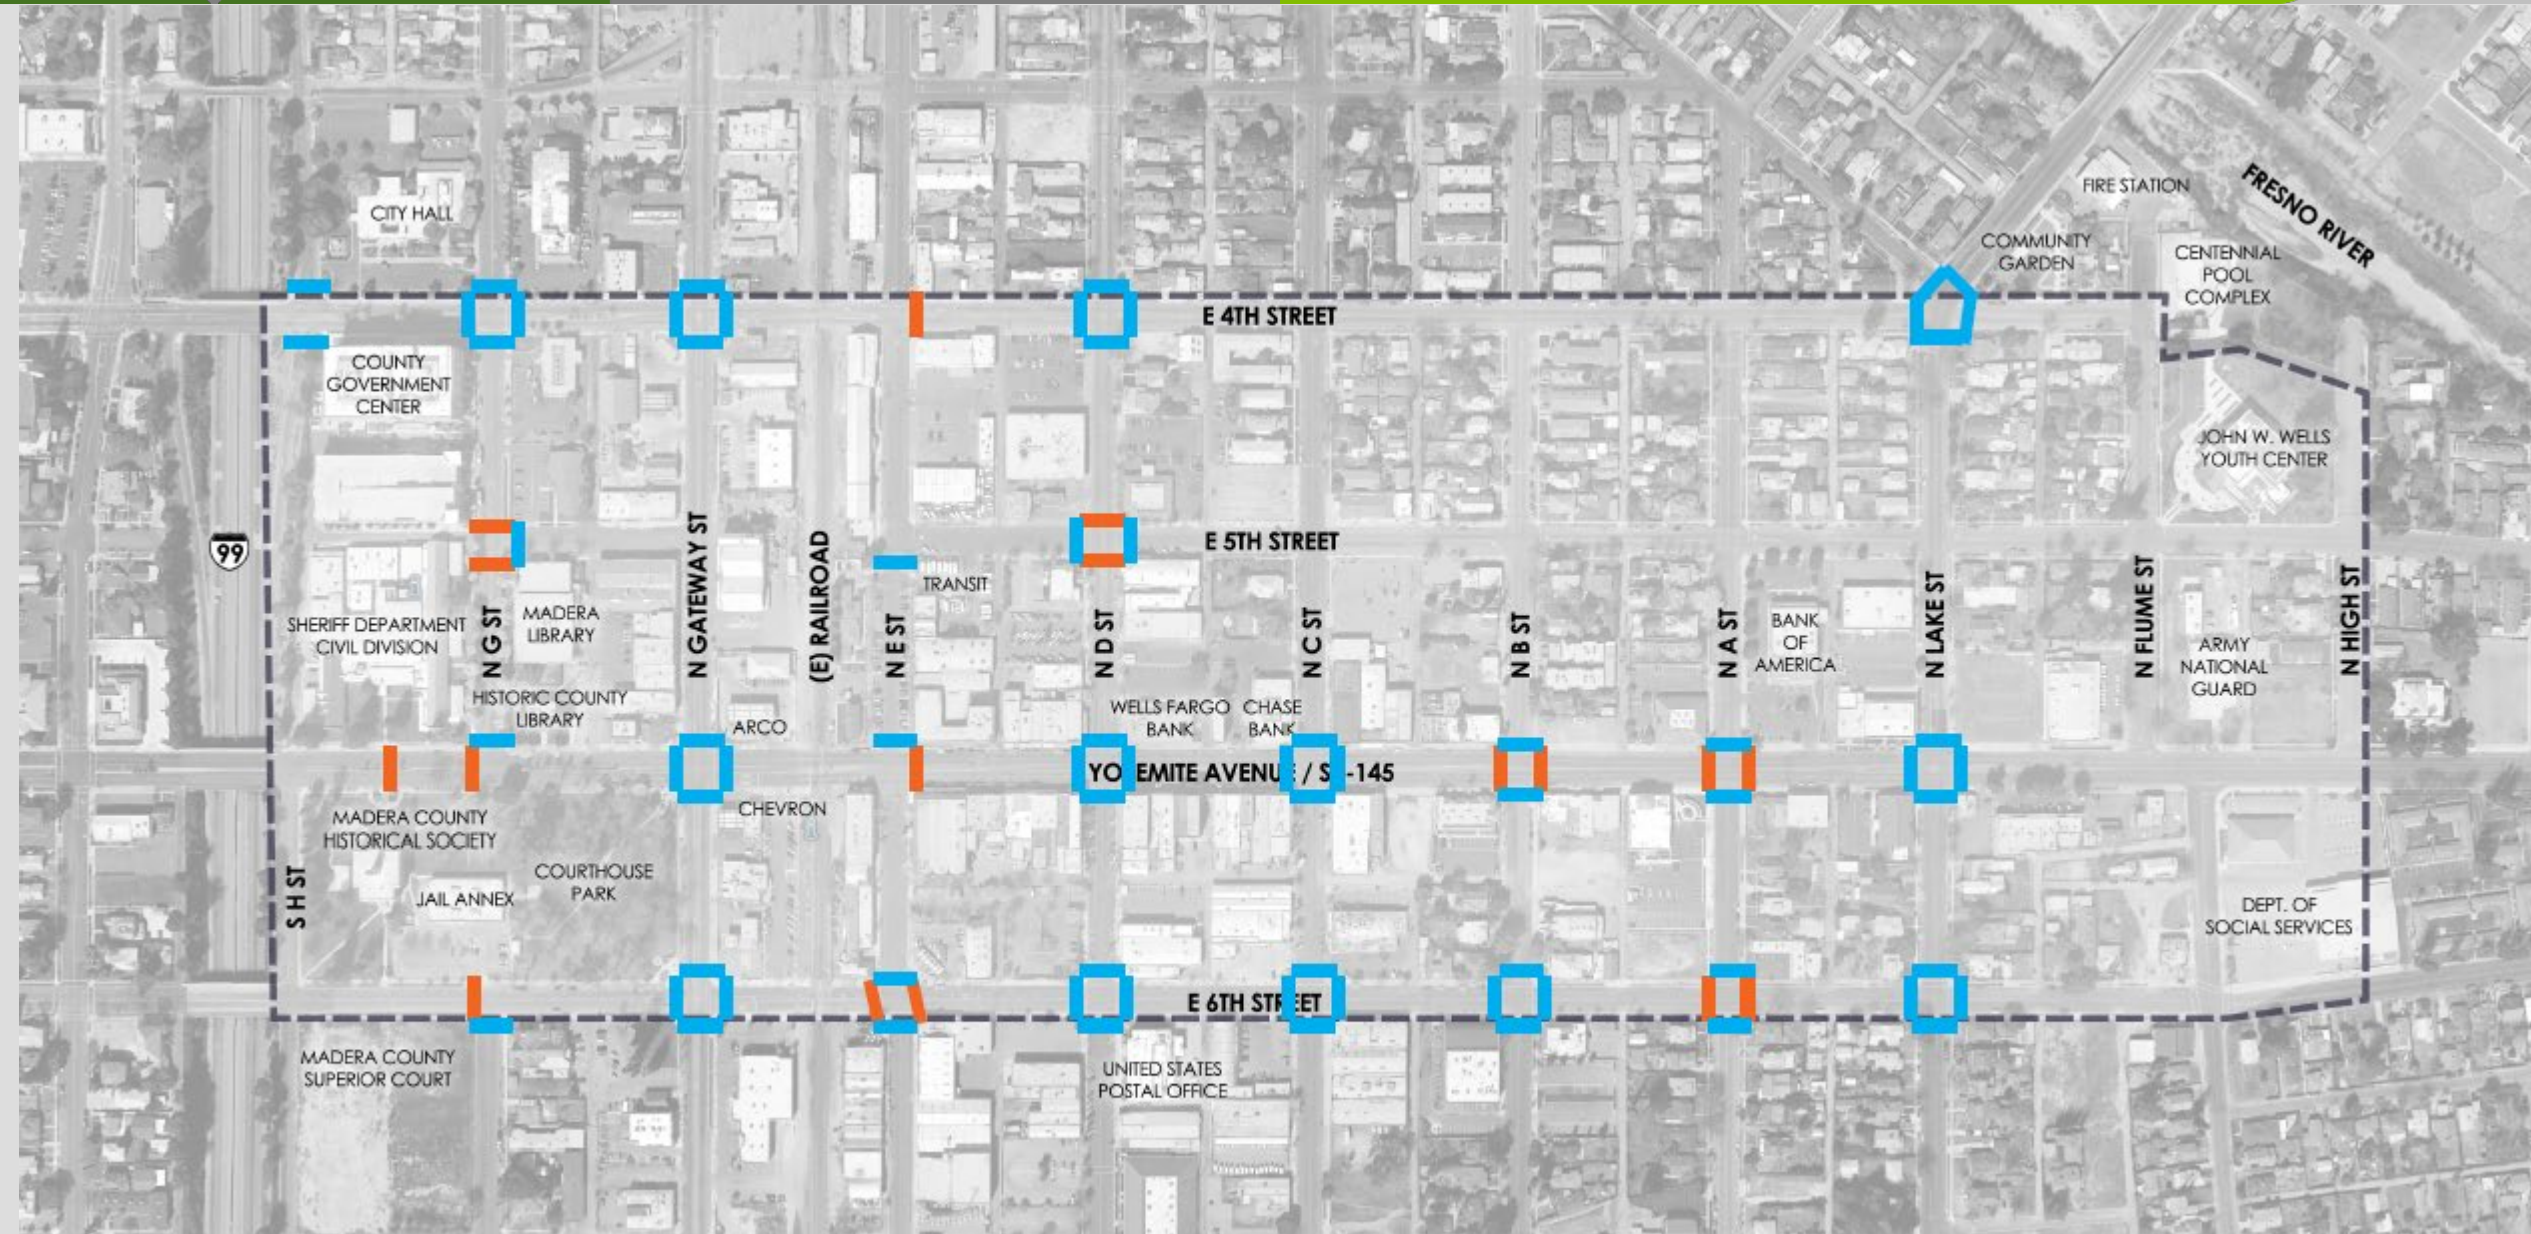 CITY HALL
FIRE STATION
FRESNO RIVER
COMMUNITY
GARDEN
CENTENNIAL
POOL
COMPLEX
E 4TH STREET
COUNTY
GOVERNMENT
CENTER
JOHN W. WELLS
YOUTH CENTER
99
E 5TH STREET
TRANSIT
SHERIFF DEPARTMENT
CIVIL DIVISION
N G ST
MADERA
LIBRARY
N GATEWAY ST
(E) RAILROAD
N E ST
N D ST
N C ST
N B ST
N A ST
BANK
OF
AMERICA
N LAKE ST
N FLUME ST
ARMY
NATIONAL
GUARD
N HIGH ST
HISTORIC COUNTY
LIBRARY
ARCO
WELLS FARGO
BANK
CHASE
BANK
YOSEMITE AVENUE / SR-145
CHEVRON
MADERA COUNTY
HISTORICAL SOCIETY
S H ST
JAIL ANNEX
COURTHOUSE
PARK
DEPT. OF
SOCIAL SERVICES
E 6TH STREET
MADERA COUNTY
SUPERIOR COURT
UNITED STATES
POSTAL OFFICE